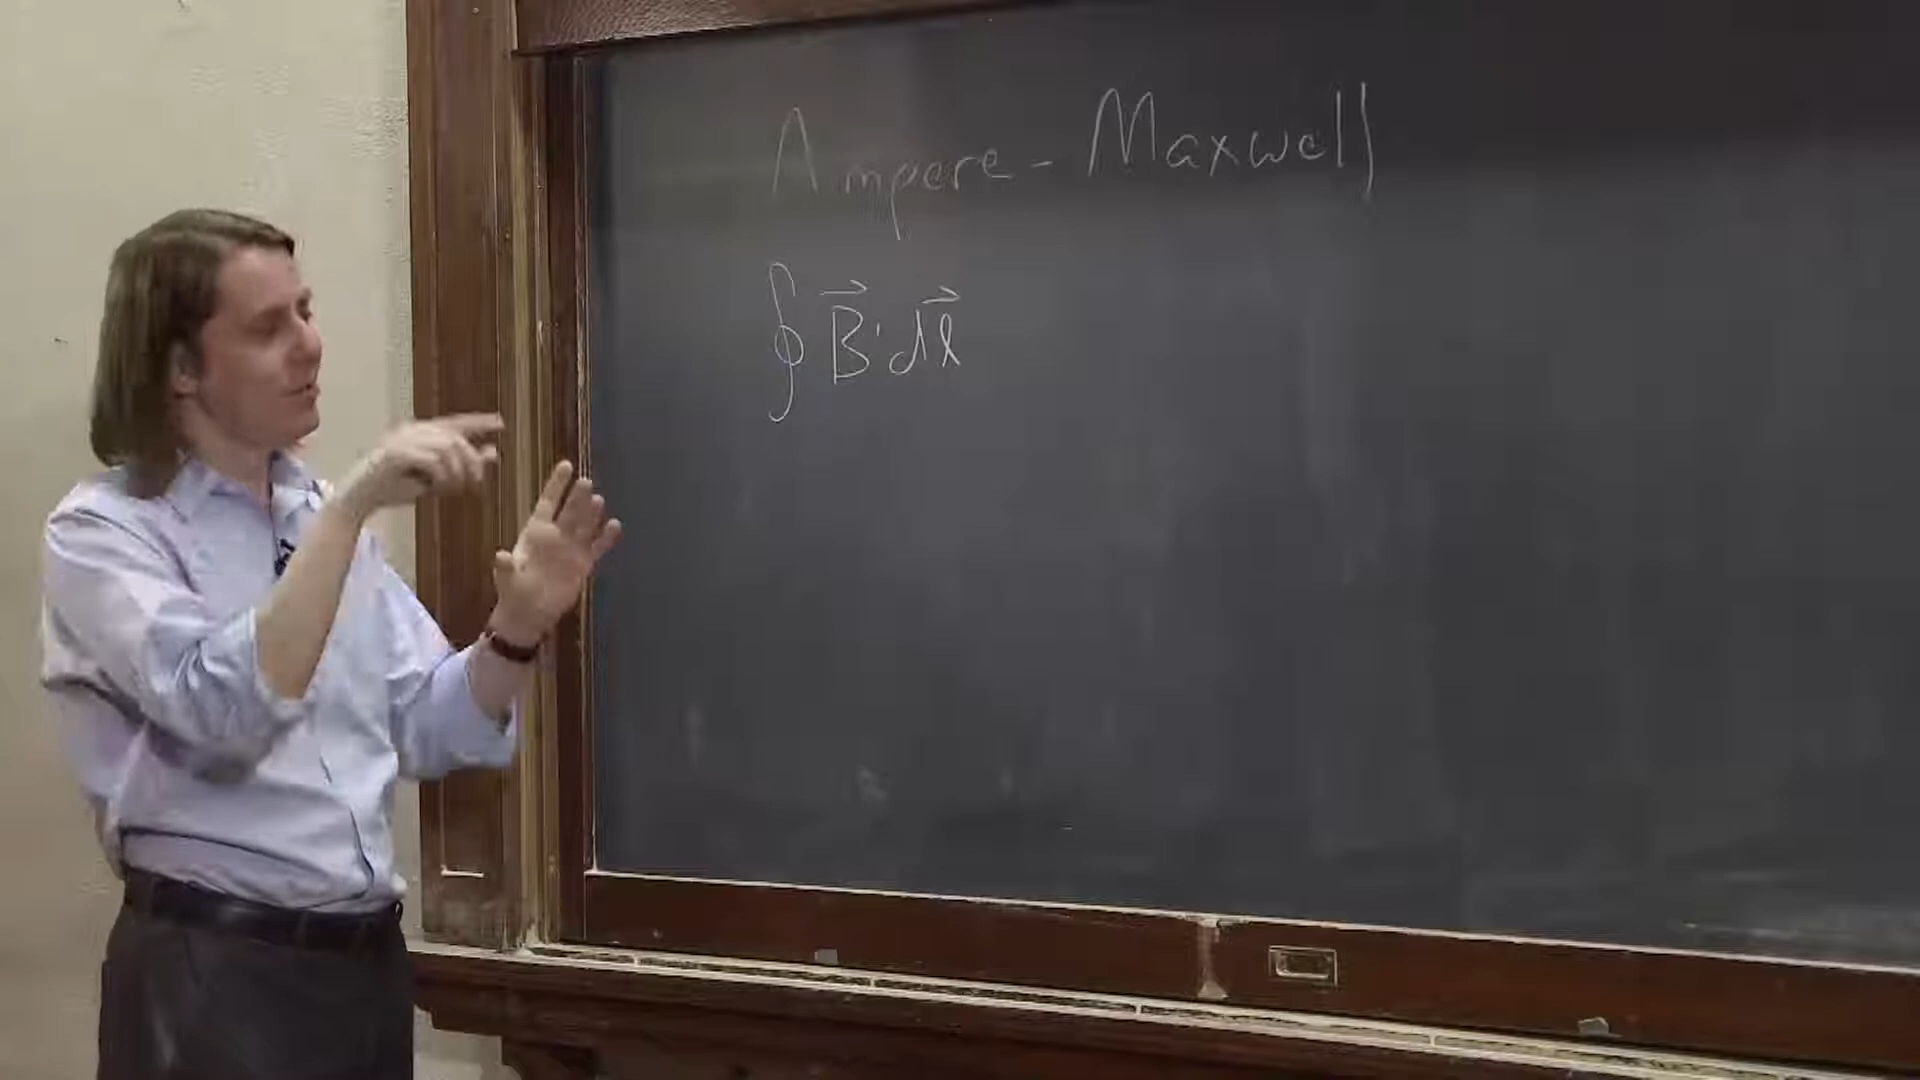 Ampere - Maxwell
∮ B⃗ · dl⃗